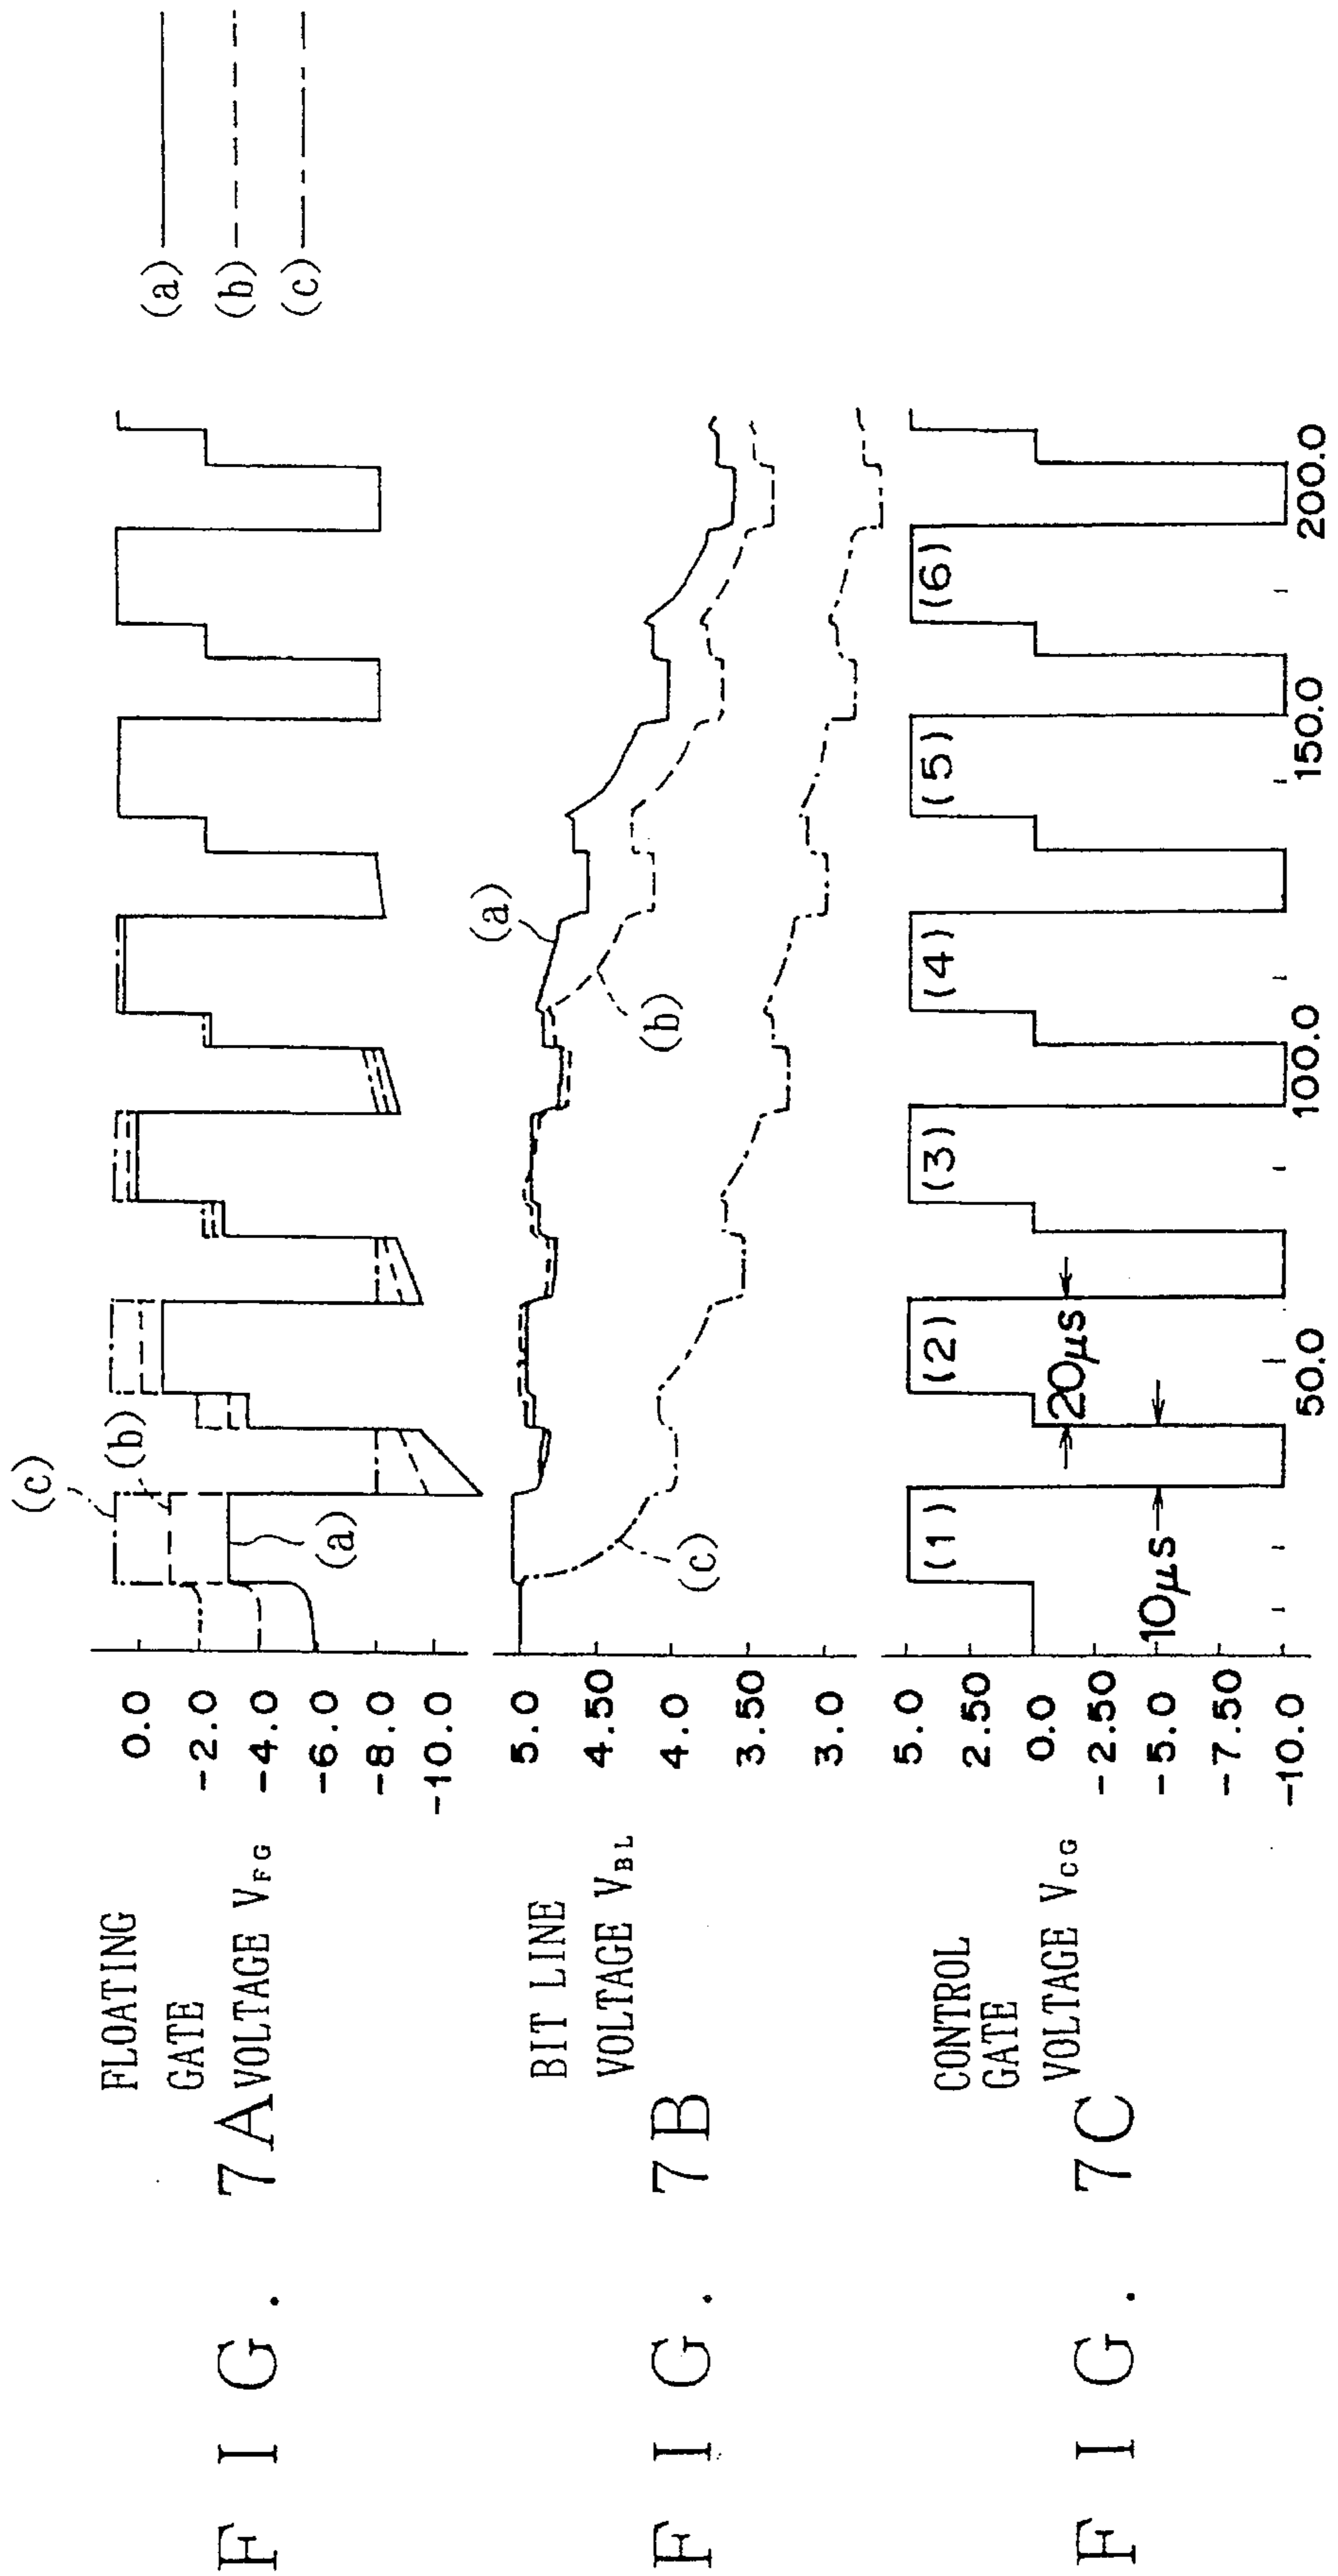 FIG. 7A
FLOATING
GATE
VOLTAGE VFG
0.0
-2.0
-4.0
-6.0
-8.0
-10.0
(c)
(b)
(a)
(a)
(b)
(c)
FIG. 7B
BIT LINE
VOLTAGE VBL
5.0
4.50
4.0
3.50
3.0
(c)
(a)
(b)
FIG. 7C
CONTROL
GATE
VOLTAGE VCG
5.0
2.50
0.0
-2.50
-5.0
-7.50
-10.0
(1)
(2)
(3)
(4)
(5)
(6)
10μs
20μs
50.0
100.0
150.0
200.0